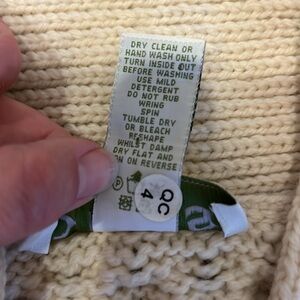 DRY CLEAN OR
HAND WASH ONLY
TURN INSIDE OUT
BEFORE WASHING
USE MILD
DETERGENT
DO NOT RUB
WRING
SPIN
TUMBLE DRY
OR BLEACH
RESHAPE
WHILST DAMP
DRY FLAT AND
ON REVERSE
P
QC
4